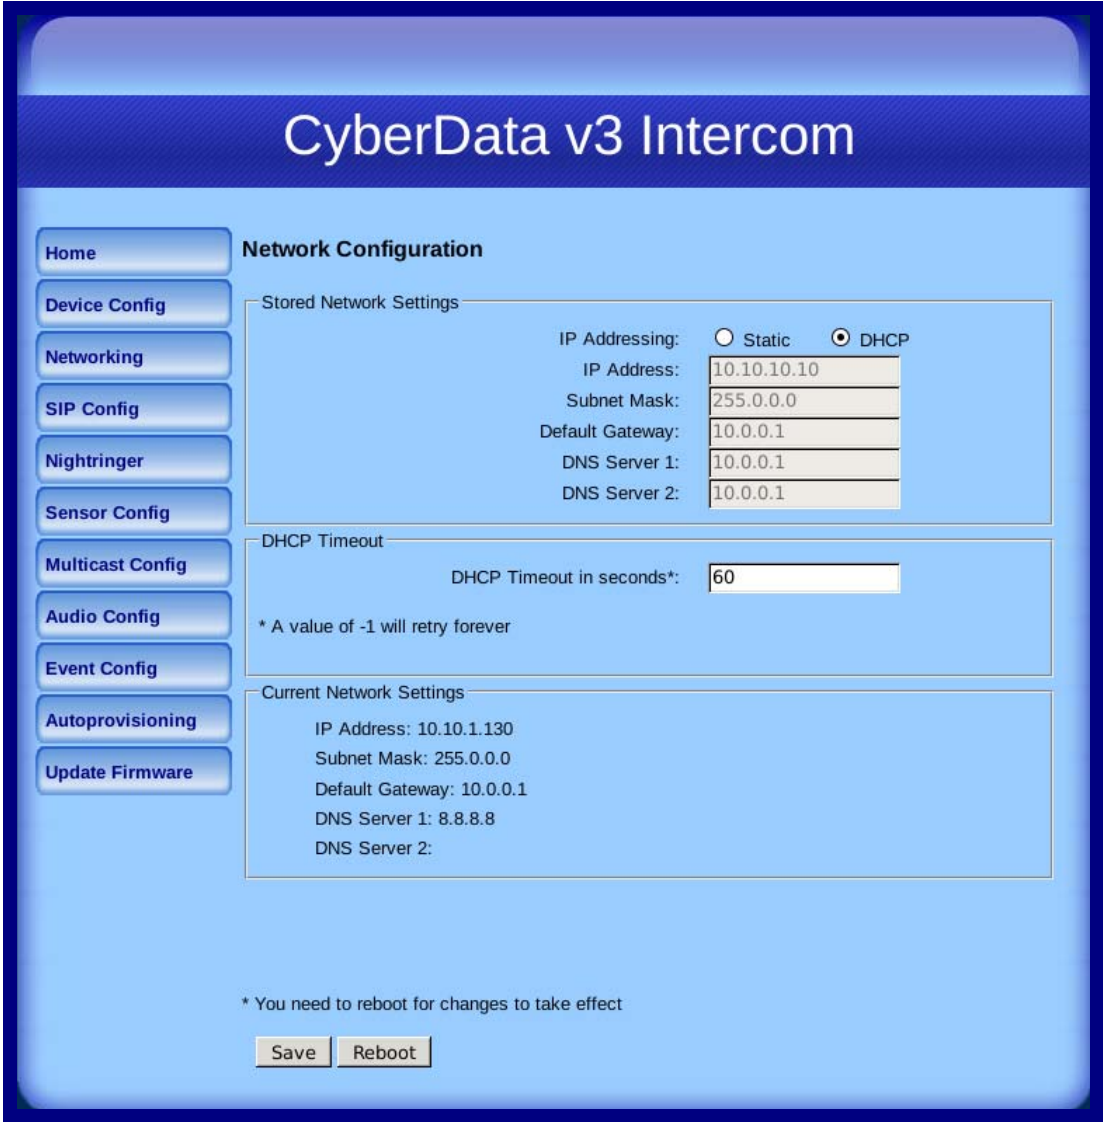 CyberData v3 Intercom
Home
Device Config
Networking
SIP Config
Nightringer
Sensor Config
Multicast Config
Audio Config
Event Config
Autoprovisioning
Update Firmware
Network Configuration
Stored Network Settings
IP Addressing: Static DHCP
IP Address: 10.10.10.10
Subnet Mask: 255.0.0.0
Default Gateway: 10.0.0.1
DNS Server 1: 10.0.0.1
DNS Server 2: 10.0.0.1
DHCP Timeout
DHCP Timeout in seconds*: 60
* A value of -1 will retry forever
Current Network Settings
IP Address: 10.10.1.130
Subnet Mask: 255.0.0.0
Default Gateway: 10.0.0.1
DNS Server 1: 8.8.8.8
DNS Server 2:
* You need to reboot for changes to take effect
Save Reboot